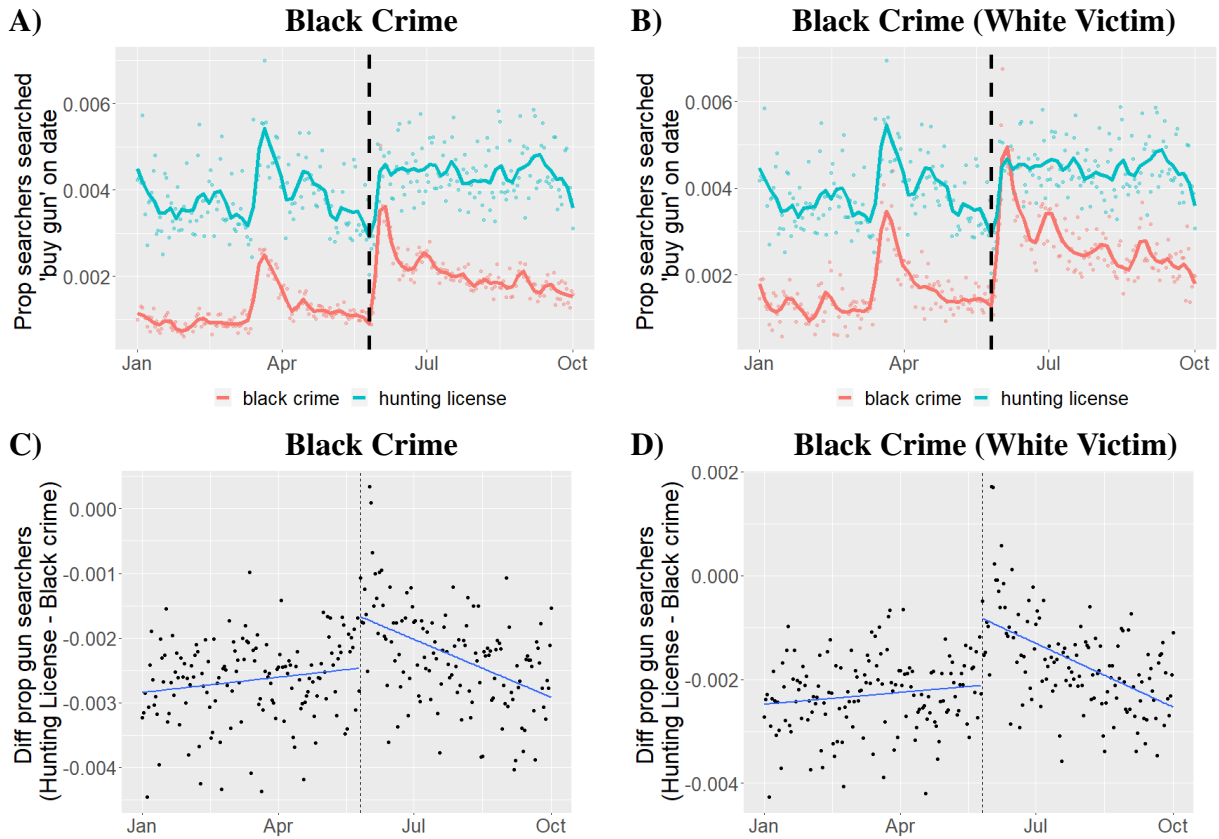 A) Black Crime
B) Black Crime (White Victim)
Prop searchers searched
'buy gun' on date
0.006
0.004
0.002
Jan Apr Jul Oct
black crime hunting license
Prop searchers searched
'buy gun' on date
0.006
0.004
0.002
Jan Apr Jul Oct
black crime hunting license
C) Black Crime
D) Black Crime (White Victim)
Diff prop gun searchers
(Hunting License - Black crime)
0.000
-0.001
-0.002
-0.003
-0.004
Jan Apr Jul Oct
Diff prop gun searchers
(Hunting License - Black crime)
0.002
0.000
-0.002
-0.004
Jan Apr Jul Oct